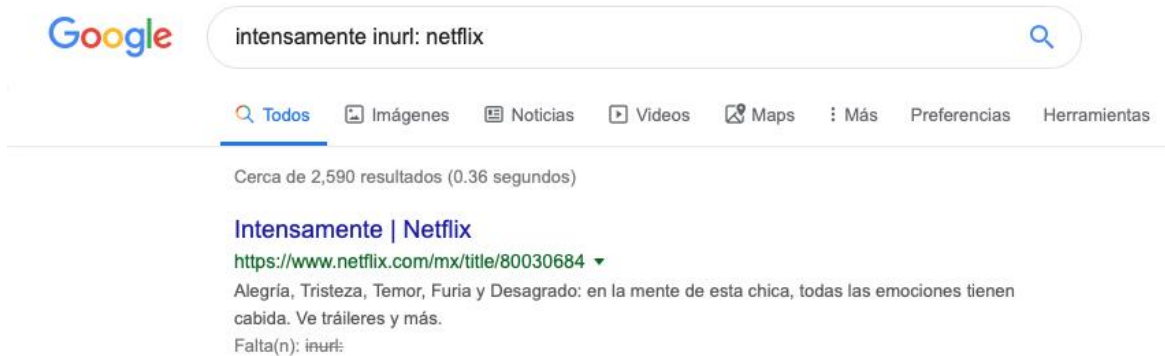 Google
intensamente inurl: netflix
Todos Imágenes Noticias Videos Maps Más Preferencias Herramientas
Cerca de 2,590 resultados (0.36 segundos)
Intensamente | Netflix
https://www.netflix.com/mx/title/80030684
Alegría, Tristeza, Temor, Furia y Desagrado: en la mente de esta chica, todas las emociones tienen
cabida. Ve tráileres y más.
Falta(n): inurl: